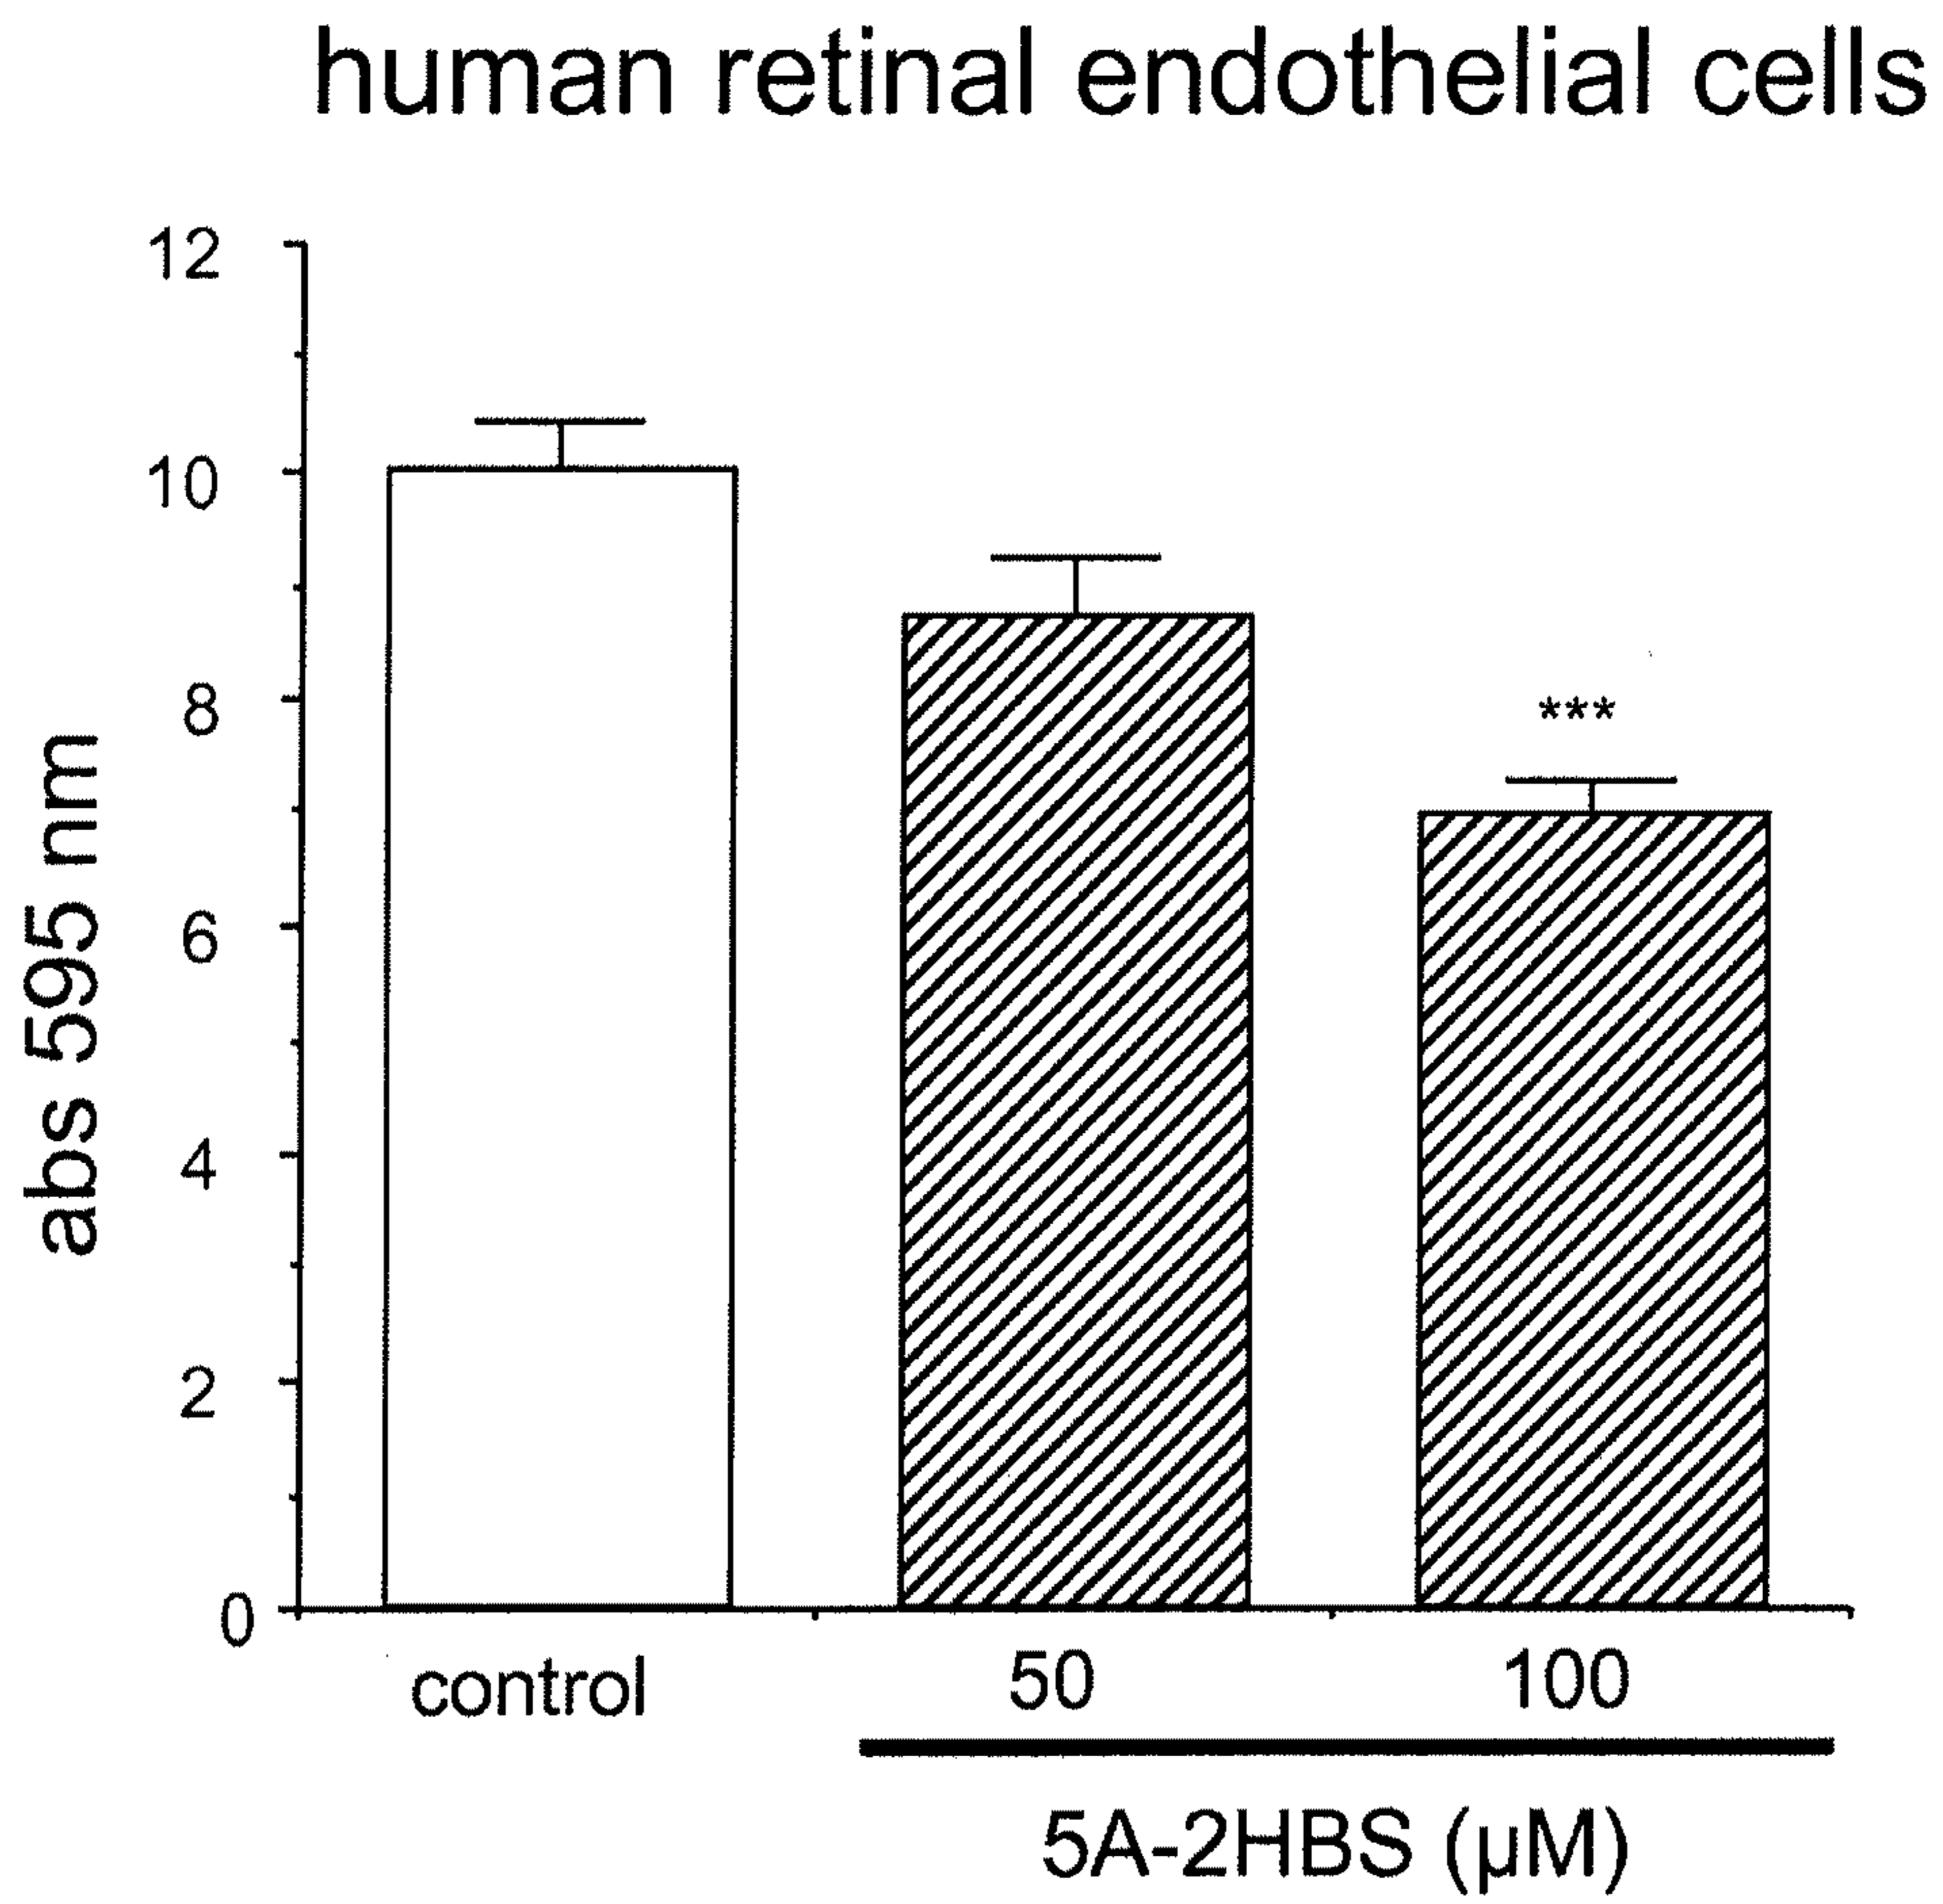 human retinal endothelial cells
12
10
8
6
4
2
0
abs 595 nm
***
control
50
100
5A-2HBS (µM)